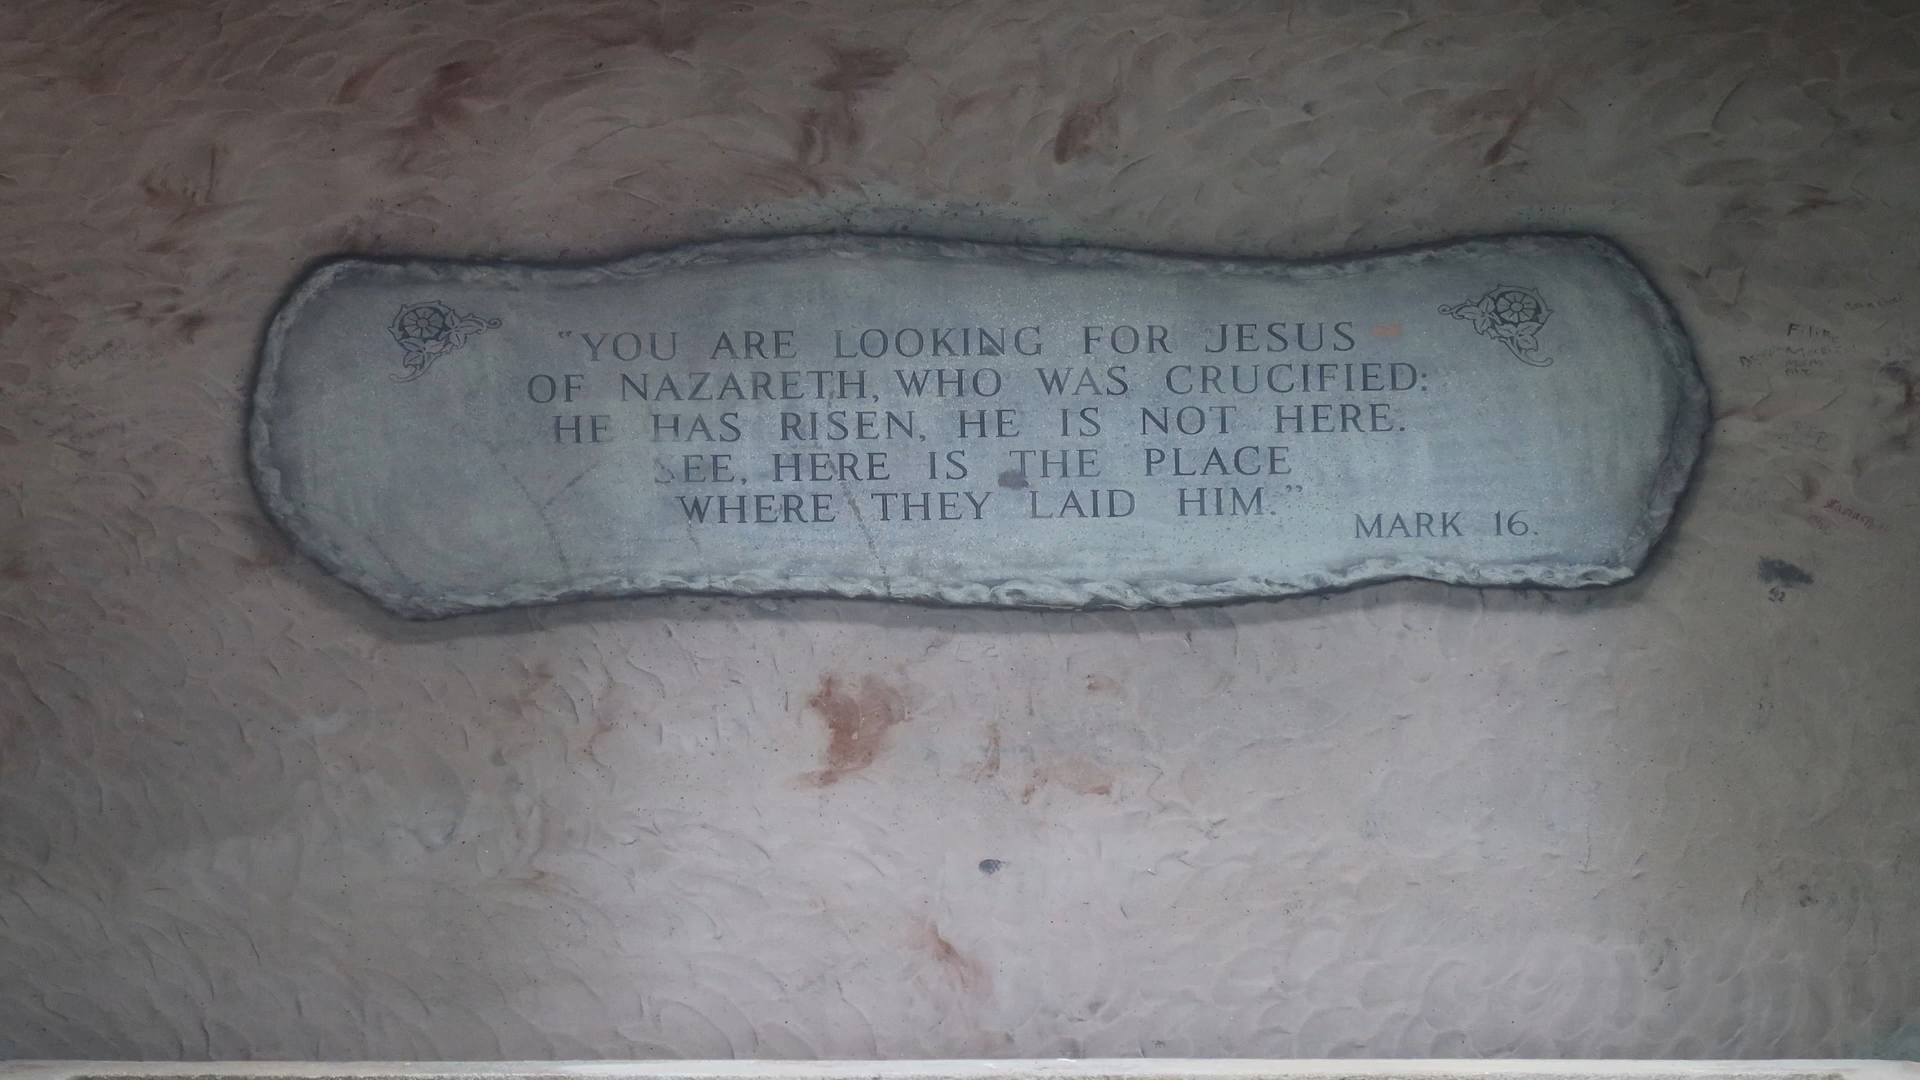 "YOU ARE LOOKING FOR JESUS
OF NAZARETH, WHO WAS CRUCIFIED:
HE HAS RISEN, HE IS NOT HERE.
SEE, HERE IS THE PLACE
WHERE THEY LAID HIM."
MARK 16.